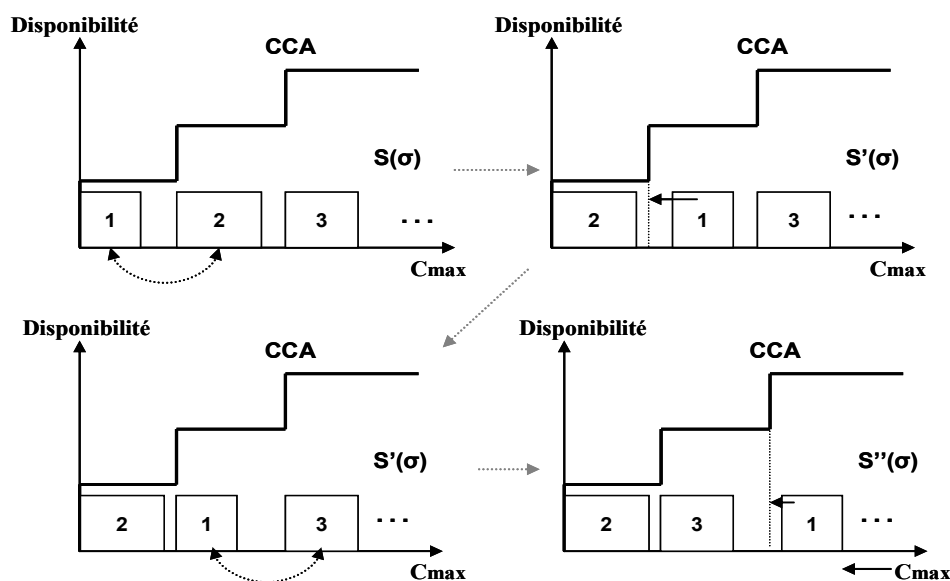 Disponibilité
CCA
S(σ)
1
2
3
...
Cmax
Disponibilité
CCA
S’(σ)
2
1
3
...
Cmax
Disponibilité
CCA
S’(σ)
2
1
3
...
Cmax
Disponibilité
CCA
S’’(σ)
2
3
1
...
Cmax